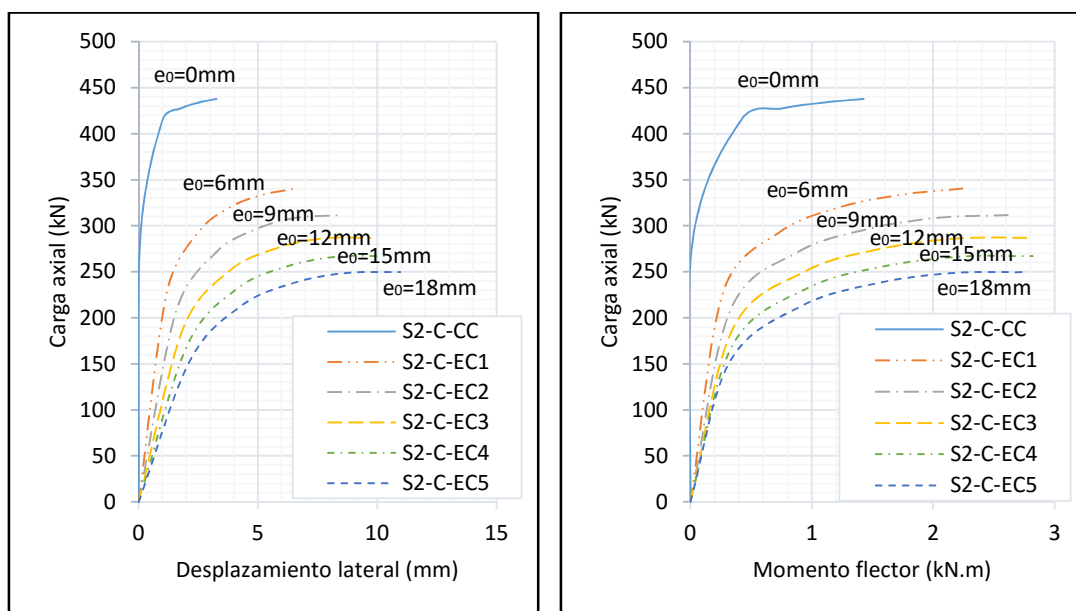 500
450
400
350
300
250
200
150
100
50
0
Carga axial (kN)
e0=0mm
e0=6mm
e0=9mm
e0=12mm
e0=15mm
e0=18mm
S2-C-CC
S2-C-EC1
S2-C-EC2
S2-C-EC3
S2-C-EC4
S2-C-EC5
0 5 10 15
Desplazamiento lateral (mm)
500
450
400
350
300
250
200
150
100
50
0
Carga axial (kN)
e0=0mm
e0=6mm
e0=9mm
e0=12mm
e0=15mm
e0=18mm
S2-C-CC
S2-C-EC1
S2-C-EC2
S2-C-EC3
S2-C-EC4
S2-C-EC5
0 1 2 3
Momento flector (kN.m)